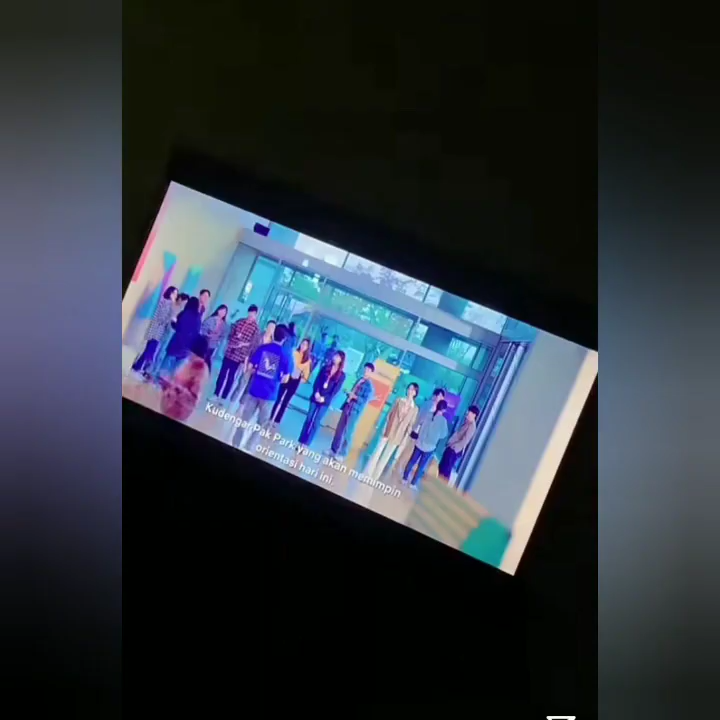 Kudengar Pak Park yang akan memimpin
orientasi hari ini.